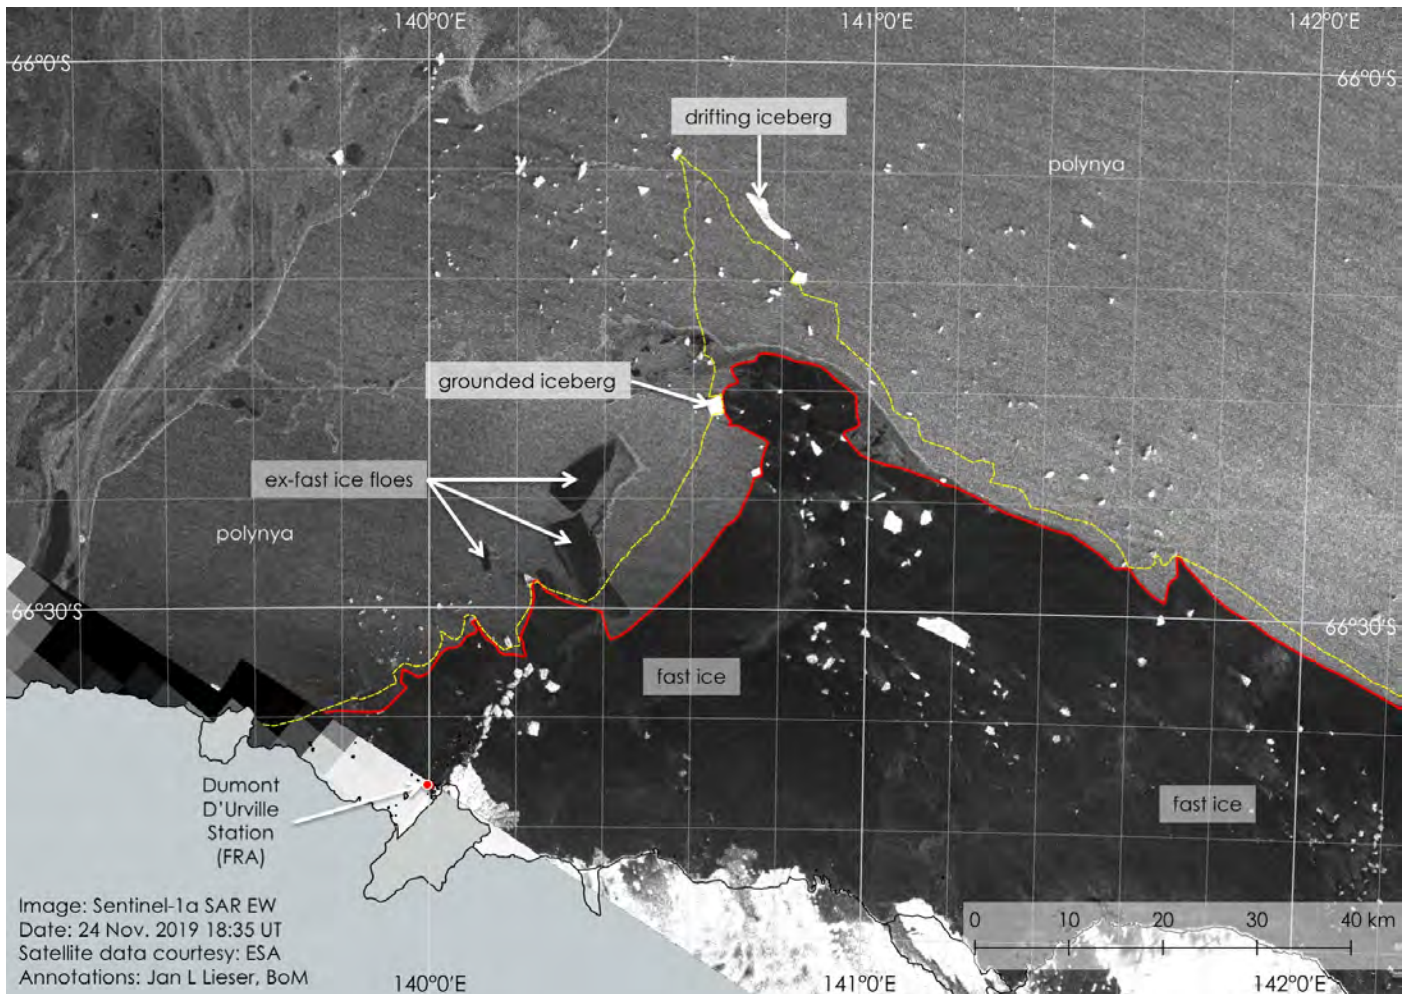 140°0'E
141°0'E
142°0'E
66°0'S
66°0'S
drifting iceberg
polynya
grounded iceberg
ex-fast ice floes
polynya
66°30'S
66°30'S
fast ice
fast ice
Dumont
D'Urville
Station
(FRA)
Image: Sentinel-1a SAR EW
Date: 24 Nov. 2019 18:35 UT
Satellite data courtesy: ESA
Annotations: Jan L Lieser, BoM
0 10 20 30 40 km
140°0'E
141°0'E
142°0'E